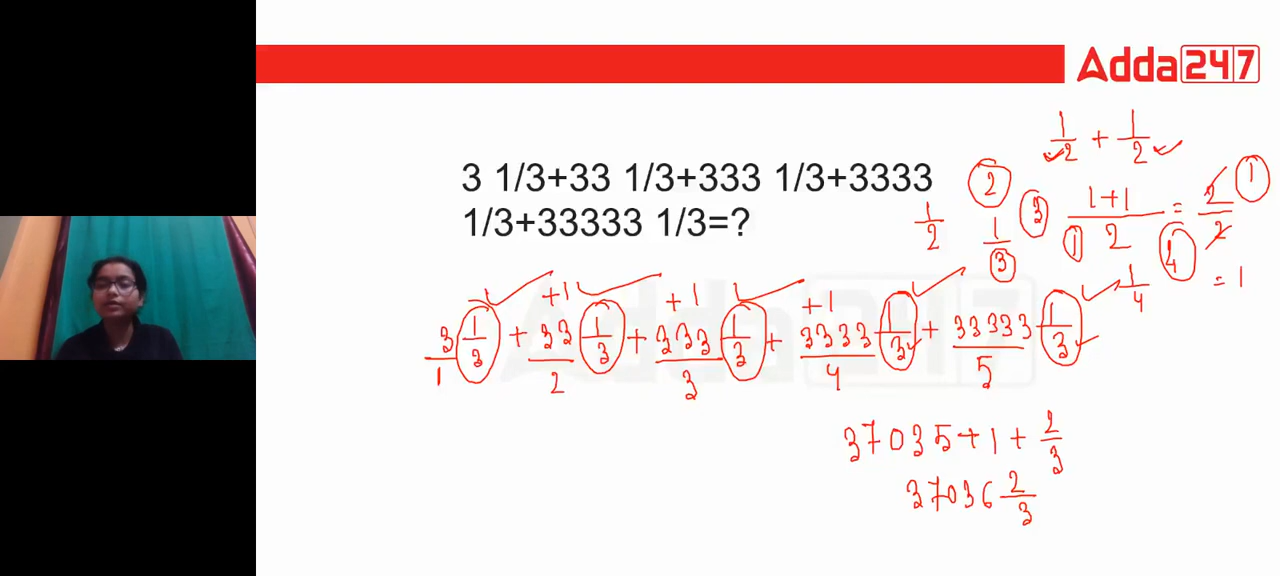 Adda247
3 1/3+33 1/3+333 1/3+3333
1/3+33333 1/3=?
1/2 + 1/2
1/2 1/3 (1+1)/2 = 2/2
2 3 1 4 1
1/4 = 1
+1 +1 +1
3 1/3 + 33 1/3 + 333 1/3 + 3333 1/3 + 33333 1/3
1 2 3 4 5
37035+1+2/3
37036 2/3